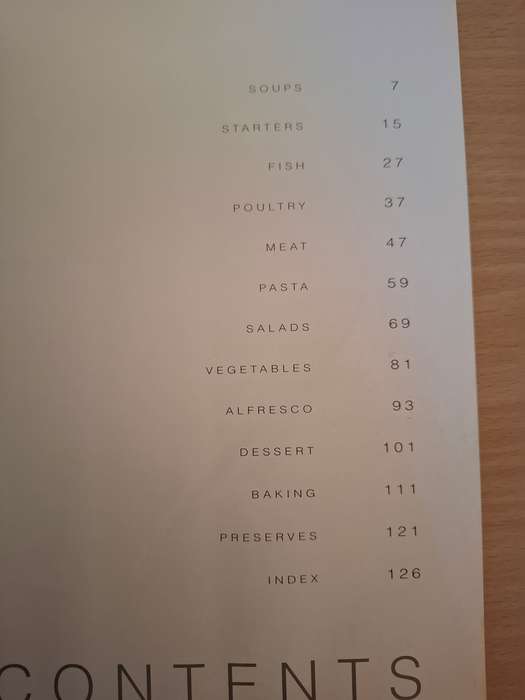 SOUPS 7
STARTERS 15
FISH 27
POULTRY 37
MEAT 47
PASTA 59
SALADS 69
VEGETABLES 81
ALFRESCO 93
DESSERT 101
BAKING 111
PRESERVES 121
INDEX 126
CONTENTS